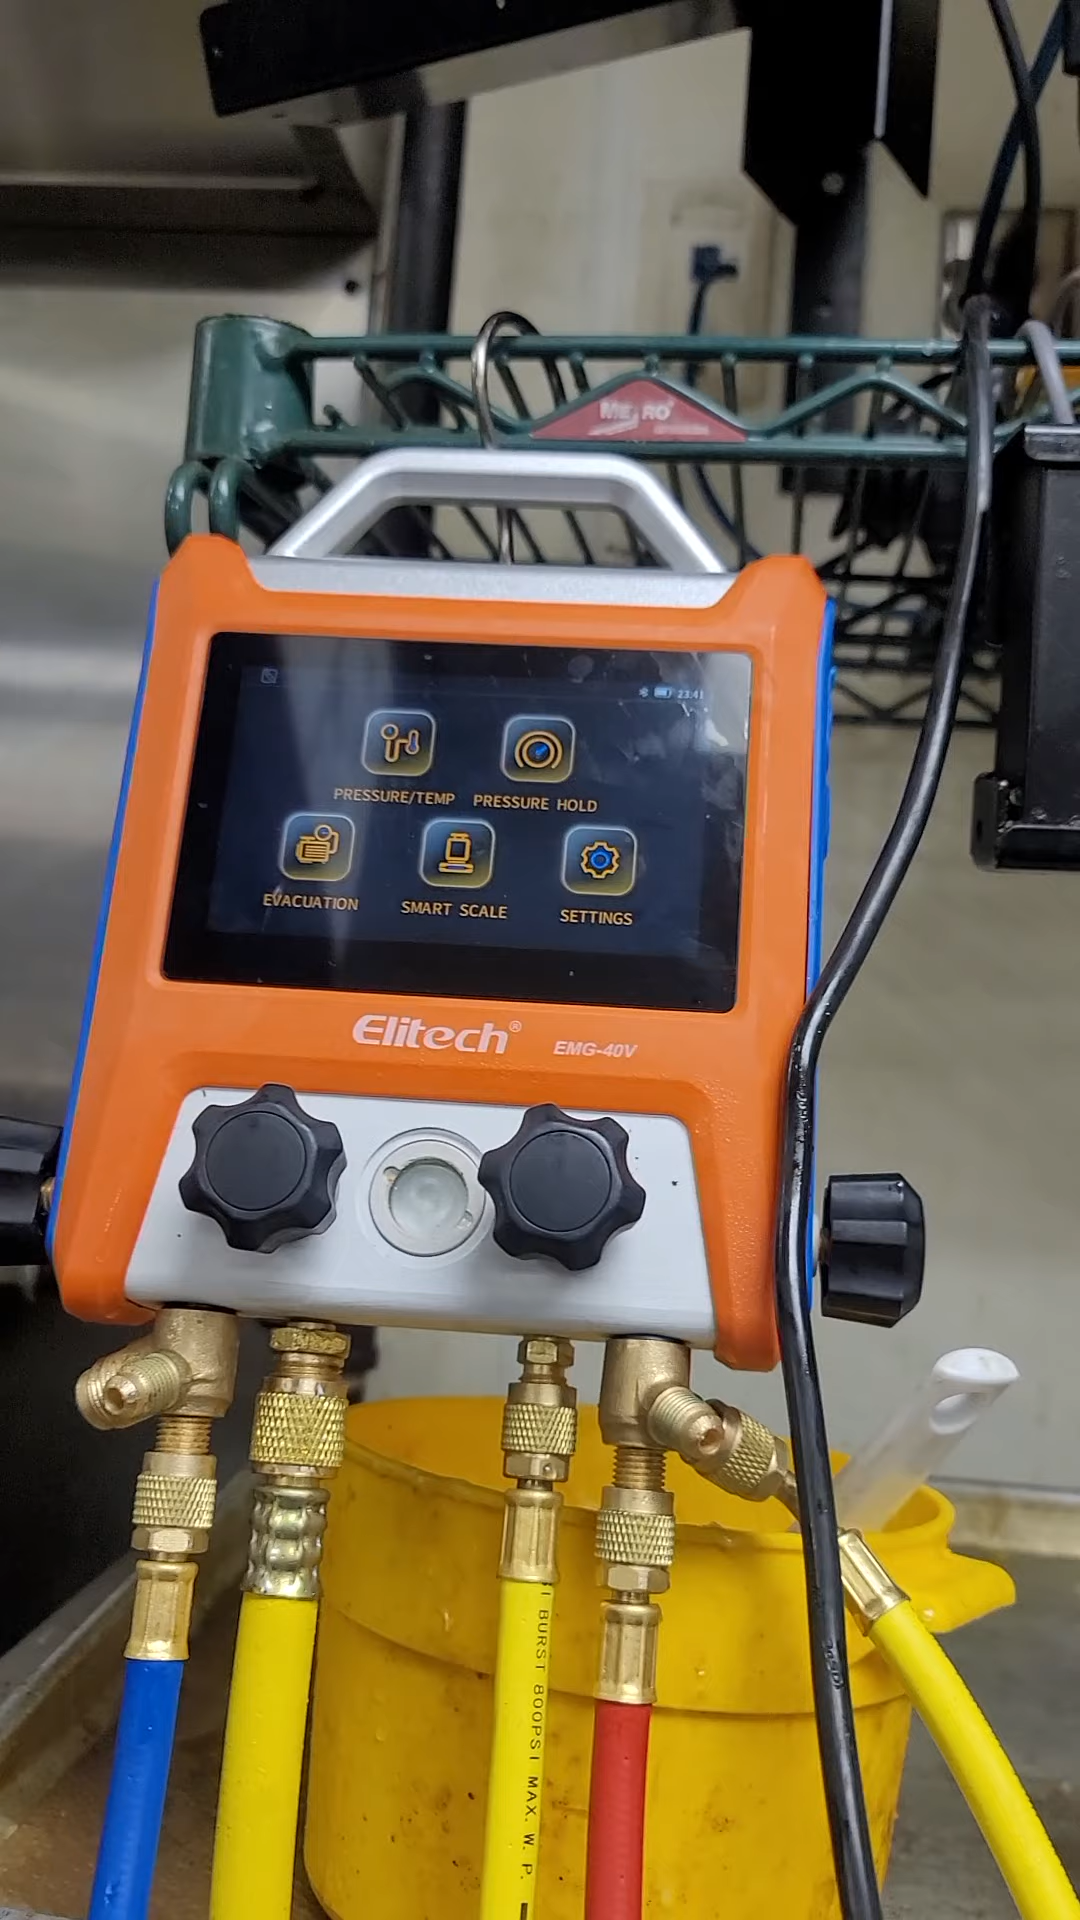 METRO
23:41
PRESSURE/TEMP
PRESSURE HOLD
EVACUATION
SMART SCALE
SETTINGS
Elitech®
EMG-40V
BURST 800PSI MAX. W. P.